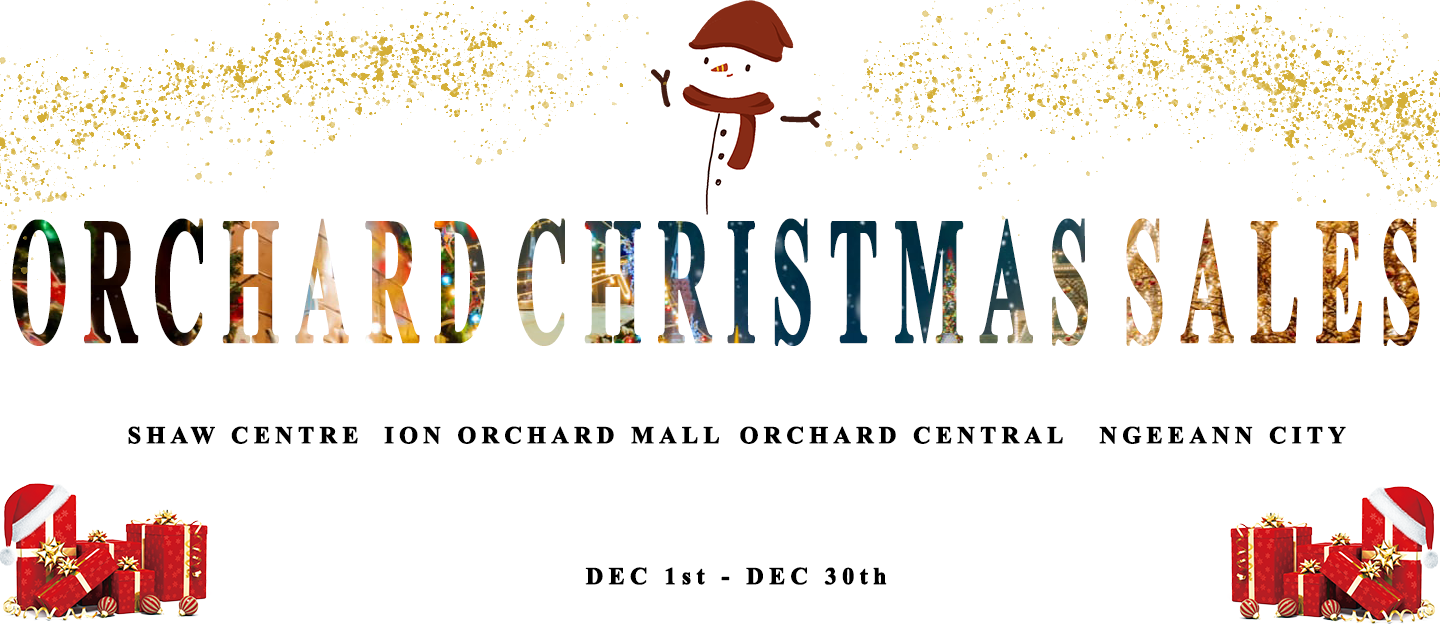 ORCHARD CHRISTMAS SALES
SHAW CENTRE ION ORCHARD MALL ORCHARD CENTRAL NGEEANN CITY
DEC 1st - DEC 30th